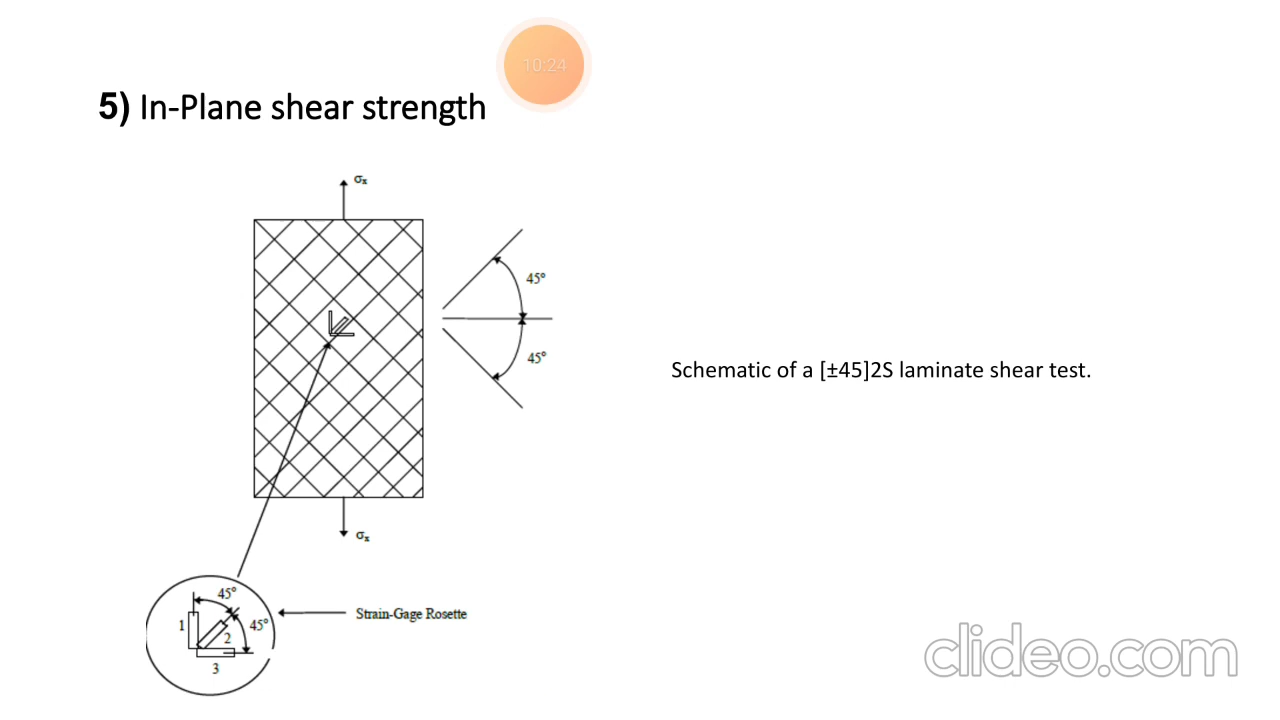 10:24
5) In-Plane shear strength
σx
45°
45°
Schematic of a [±45]2S laminate shear test.
σx
45°
Strain-Gage Rosette
1
45°
2
3
clideo.com